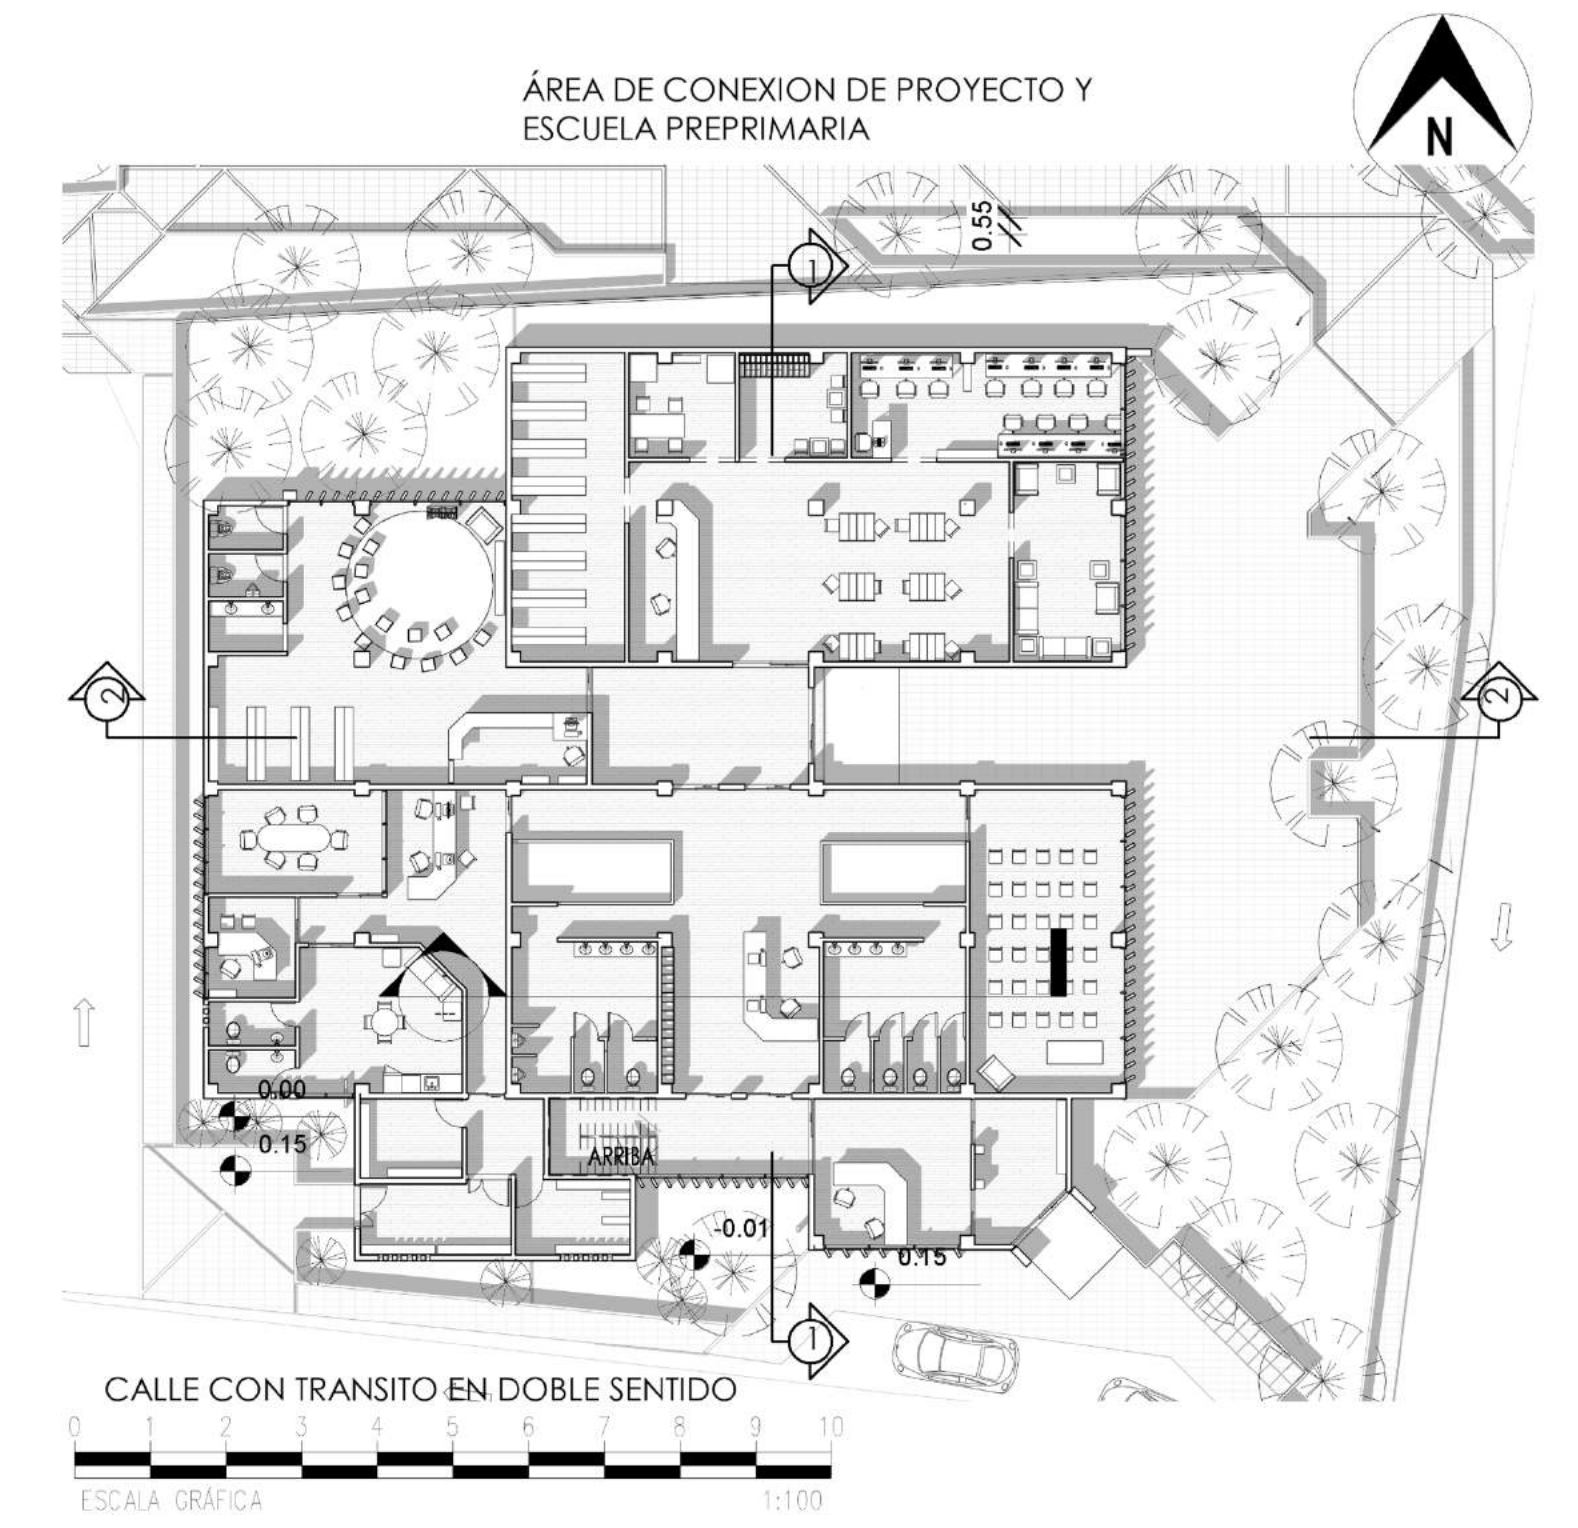 ÁREA DE CONEXION DE PROYECTO Y
ESCUELA PREPRIMARIA
N
0.55
1
2
2
0.00
0.15
ARRIBA
-0.01
0.15
1
CALLE CON TRANSITO EN DOBLE SENTIDO
0 1 2 3 4 5 6 7 8 9 10
ESCALA GRÁFICA 1:100